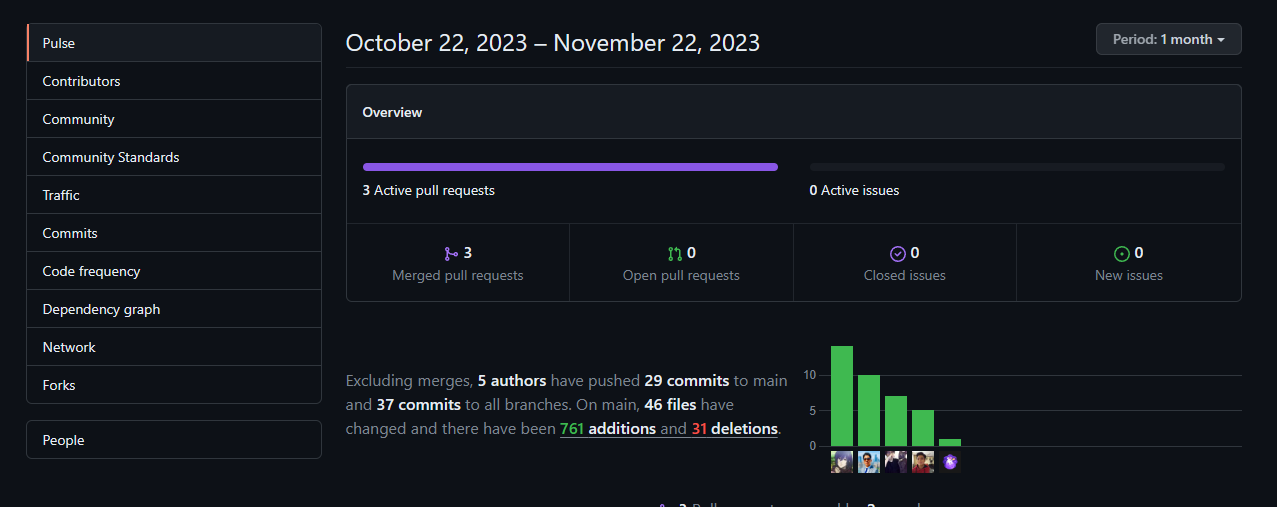 Pulse
Contributors
Community
Community Standards
Traffic
Commits
Code frequency
Dependency graph
Network
Forks
People
October 22, 2023 – November 22, 2023
Period: 1 month
Overview
3 Active pull requests
0 Active issues
3
Merged pull requests
0
Open pull requests
0
Closed issues
0
New issues
Excluding merges, 5 authors have pushed 29 commits to main
and 37 commits to all branches. On main, 46 files have
changed and there have been 761 additions and 31 deletions.
10
5
0